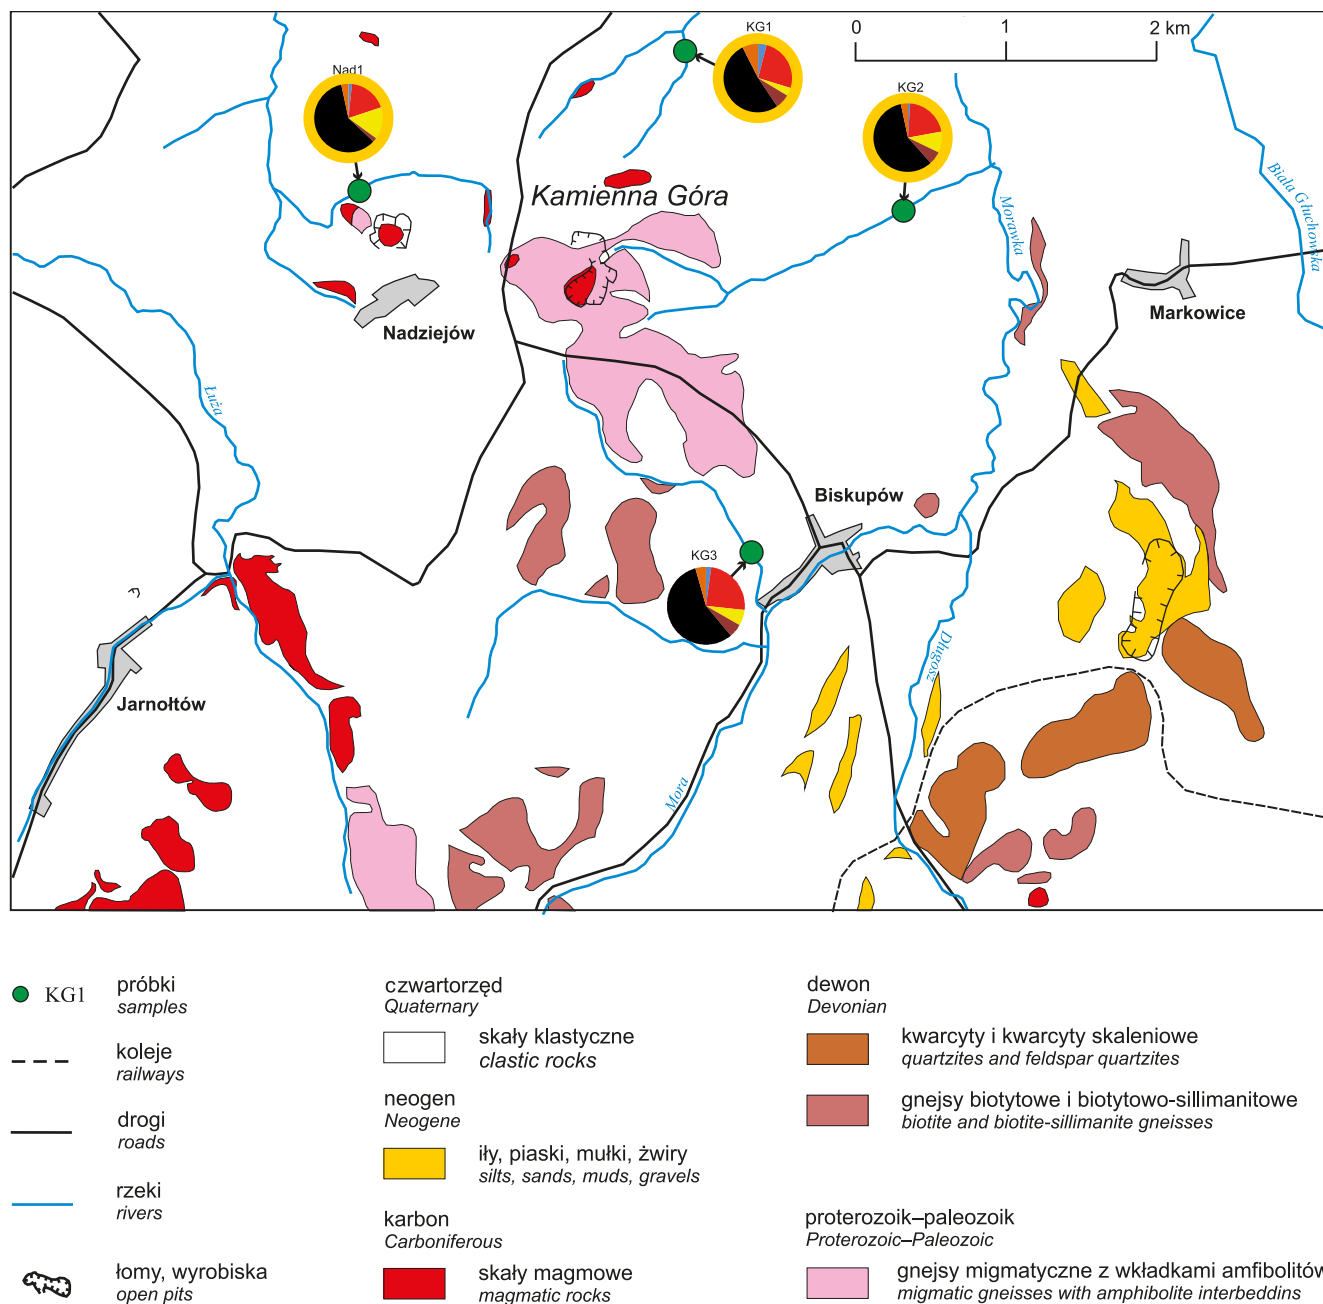 KG1
0
1
2 km
Nad1
KG2
Kamienna Góra
Morawka
Biała Głuchowska
Markowice
Nadziejów
Łuża
Biskupów
KG3
Długosz
Jarnołtów
Mora
KG1
próbki
samples
koleje
railways
drogi
roads
rzeki
rivers
łomy, wyrobiska
open pits
czwartorzęd
Quaternary
skały klastyczne
clastic rocks
neogen
Neogene
iły, piaski, mułki, żwiry
silts, sands, muds, gravels
karbon
Carboniferous
skały magmowe
magmatic rocks
dewon
Devonian
kwarcyty i kwarcyty skaleniowe
quartzites and feldspar quartzites
gnejsy biotytowe i biotytowo-sillimanitowe
biotite and biotite-sillimanite gneisses
proterozoik–paleozoik
Proterozoic–Paleozoic
gnejsy migmatyczne z wkładkami amfibolitów
migmatic gneisses with amphibolite interbeddins